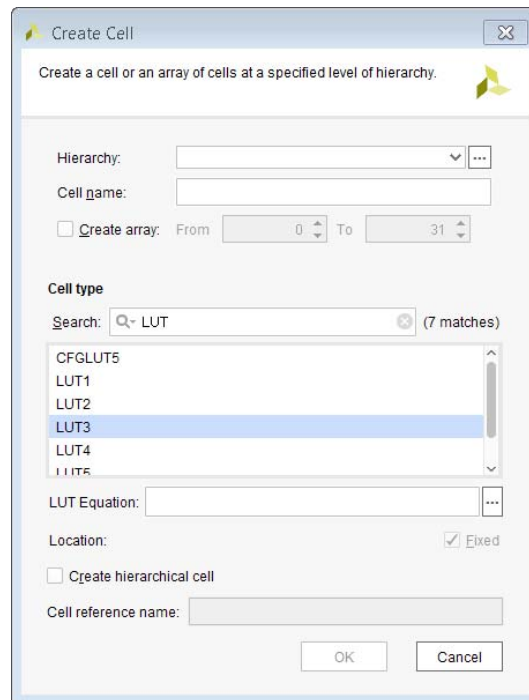 Create Cell
Create a cell or an array of cells at a specified level of hierarchy.
Hierarchy:
Cell name:
Create array: From 0 To 31
Cell type
Search: LUT (7 matches)
CFGLUT5
LUT1
LUT2
LUT3
LUT4
LUT5
LUT Equation:
Location: Fixed
Create hierarchical cell
Cell reference name:
OK Cancel